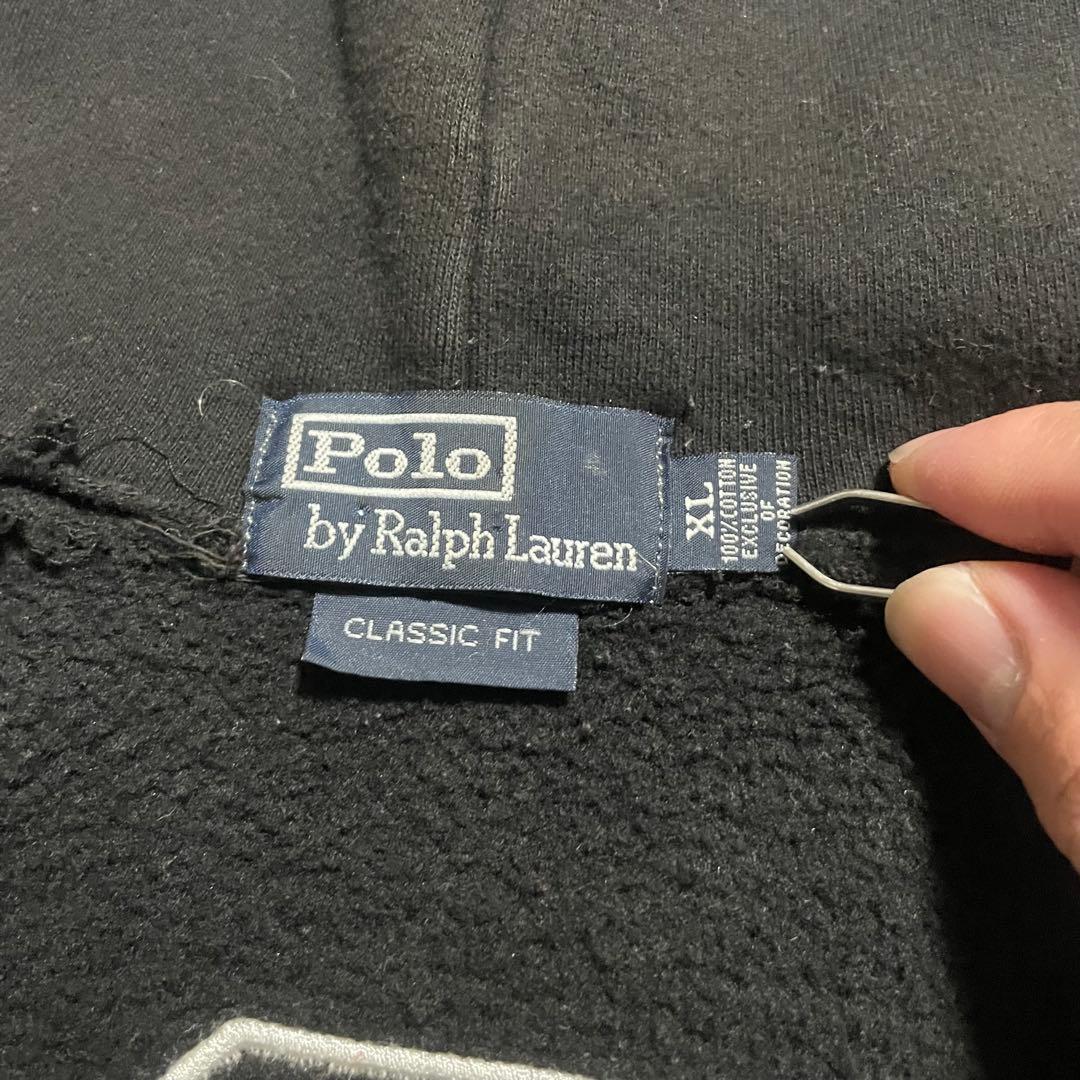 Polo
by Ralph Lauren
CLASSIC FIT
XL
100% COTTON
EXCLUSIVE
OF
DECORATION